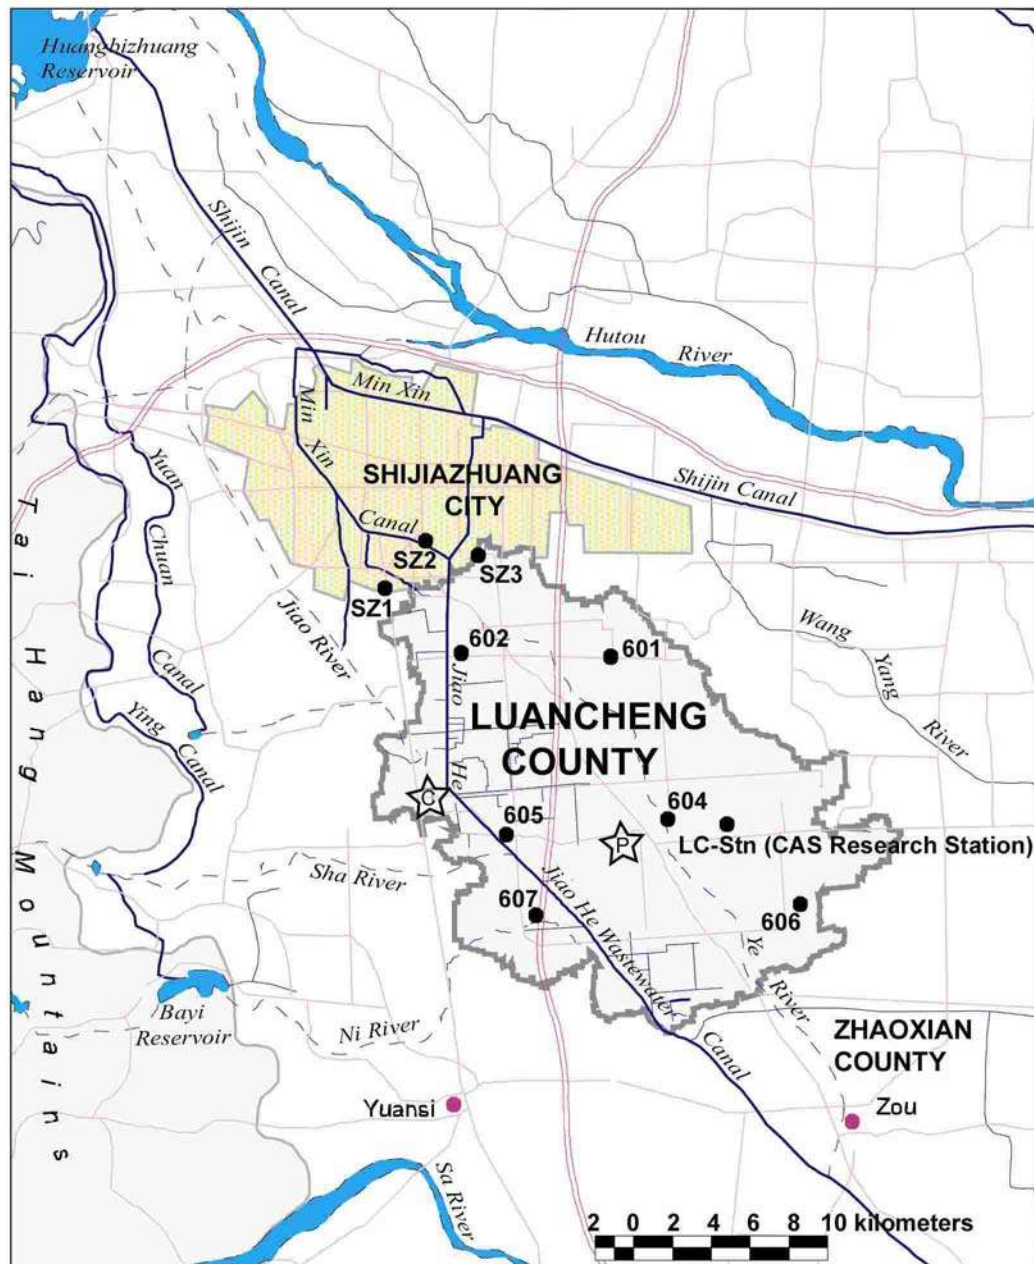 Huangbizhuang
Reservoir
Shijin
Canal
Hutou
River
Min Xin
Min
Xin
Canal
SHIJIAZHUANG
CITY
Shijin Canal
Yuan
Chuan
Canal
SZ2
SZ3
SZ1
Jiao River
Wang
Yang
River
602
601
Jiao
He
LUANCHENG
COUNTY
Ying
Canal
C
605
604
P
LC-Stn (CAS Research Station)
Sha River
607
606
Jiao He Wastewater
Canal
Ye
River
Tai Hang Mountains
Bayi
Reservoir
Ni River
ZHAOXIAN
COUNTY
Yuansi
Zou
Sa River
2 0 2 4 6 8 10 kilometers